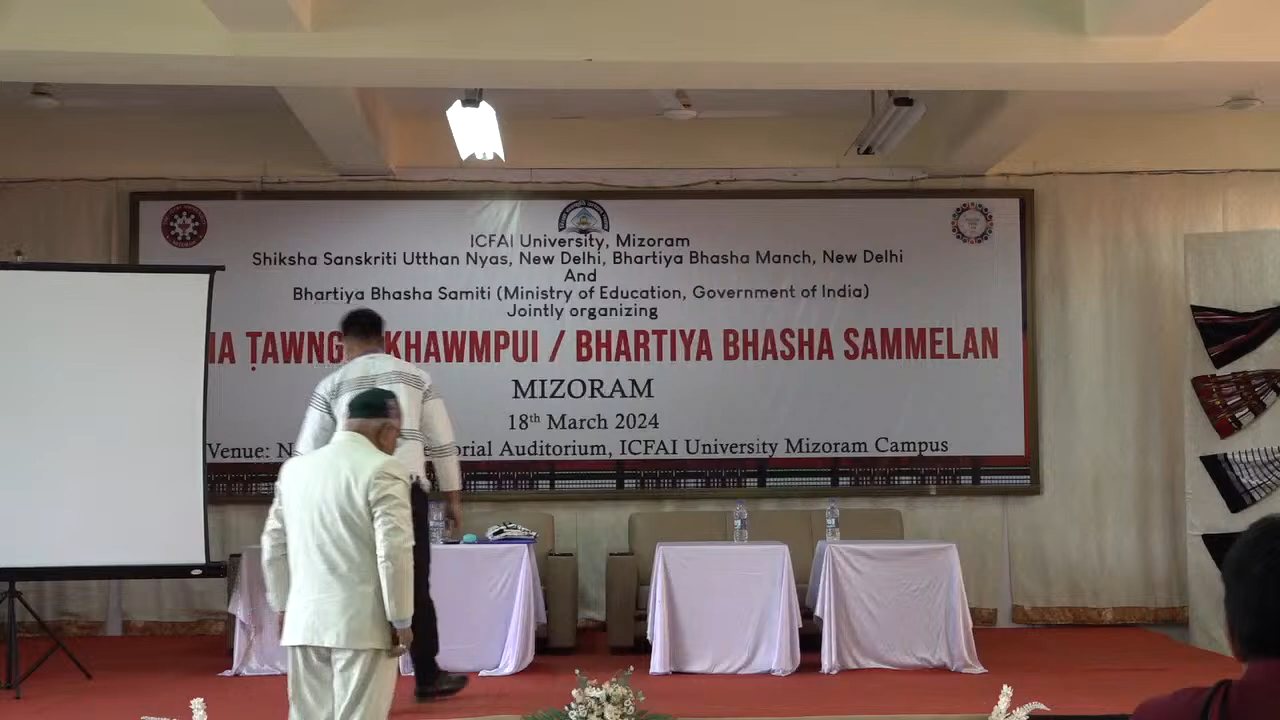 ICFAI University, Mizoram
Shiksha Sanskriti Utthan Nyas, New Delhi, Bhartiya Bhasha Manch, New Delhi
And
Bhartiya Bhasha Samiti (Ministry of Education, Government of India)
Jointly organizing
ṬAWNG KHAWMPUI / BHARTIYA BHASHA SAMMELAN
MIZORAM
18th March 2024
Venue: Auditorium, ICFAI University Mizoram Campus